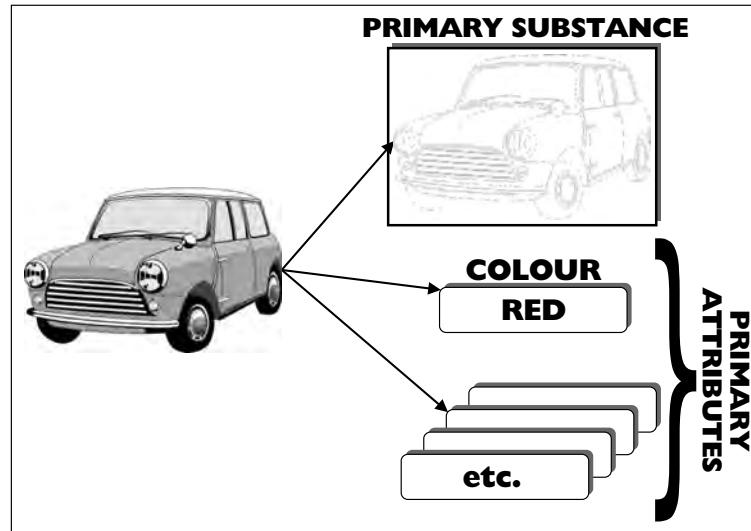 PRIMARY SUBSTANCE
COLOUR
RED
etc.
PRIMARY
ATTRIBUTES